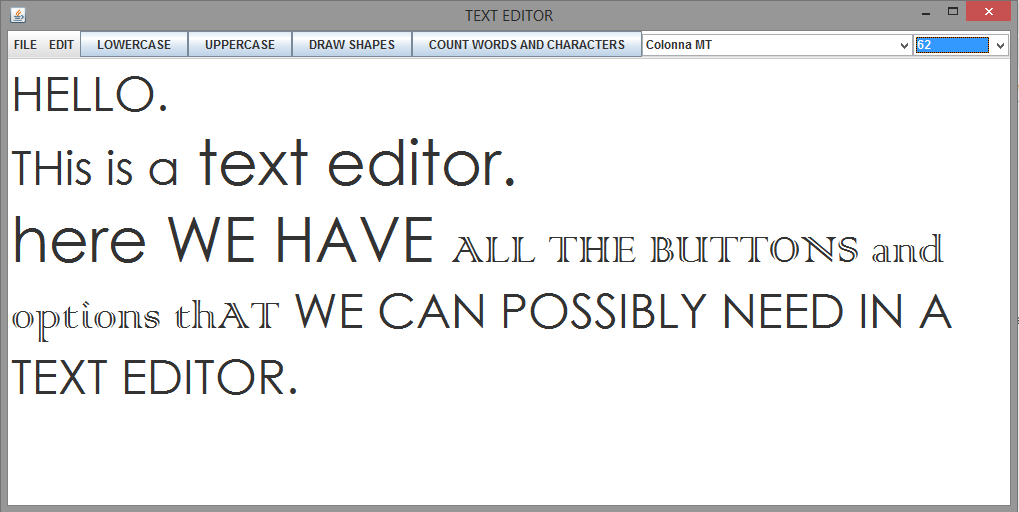 TEXT EDITOR
FILE EDIT LOWERCASE UPPERCASE DRAW SHAPES COUNT WORDS AND CHARACTERS Colonna MT 62
HELLO.
THis is a text editor.
here WE HAVE ALL THE BUTTONS and
options thAT WE CAN POSSIBLY NEED IN A
TEXT EDITOR.